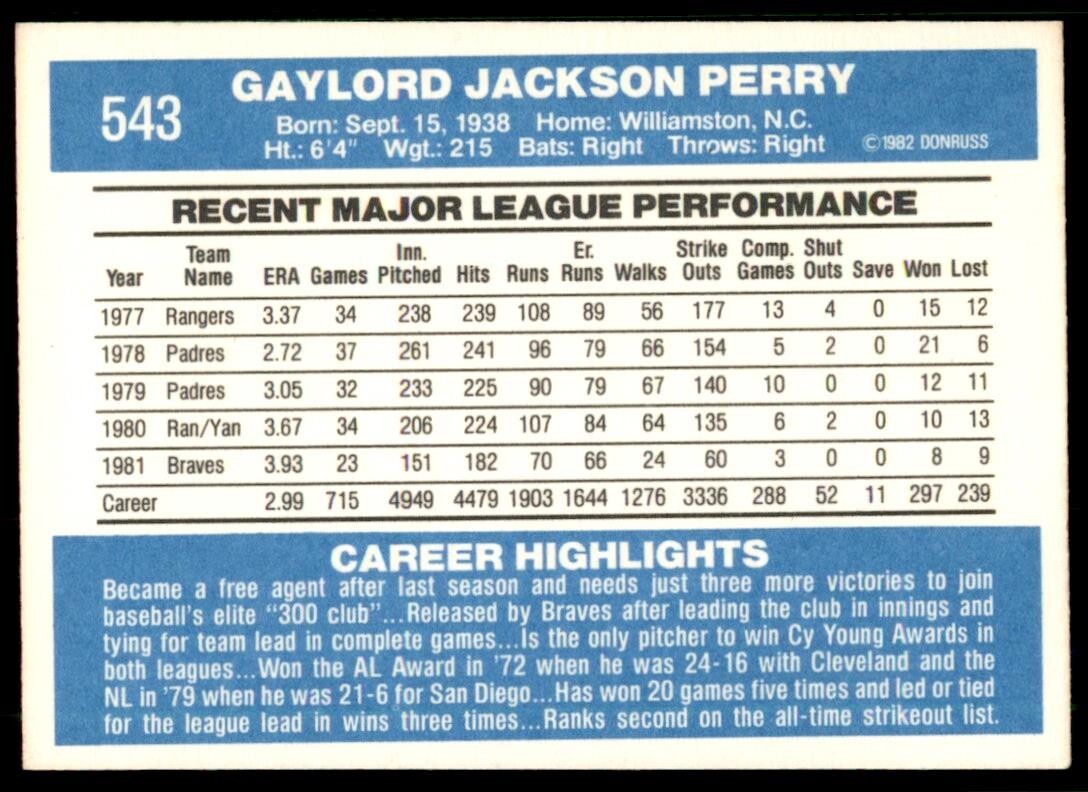 543
GAYLORD JACKSON PERRY
Born: Sept. 15, 1938 Home: Williamston, N.C.
Ht.: 6'4" Wgt.: 215 Bats: Right Throws: Right ©1982 DONRUSS
RECENT MAJOR LEAGUE PERFORMANCE
Year Team Name ERA Games Inn. Pitched Hits Runs Er. Runs Walks Strike Outs Comp. Games Shut Outs Save Won Lost
1977 Rangers 3.37 34 238 239 108 89 56 177 13 4 0 15 12
1978 Padres 2.72 37 261 241 96 79 66 154 5 2 0 21 6
1979 Padres 3.05 32 233 225 90 79 67 140 10 0 0 12 11
1980 Ran/Yan 3.67 34 206 224 107 84 64 135 6 2 0 10 13
1981 Braves 3.93 23 151 182 70 66 24 60 3 0 0 8 9
Career 2.99 715 4949 4479 1903 1644 1276 3336 288 52 11 297 239
CAREER HIGHLIGHTS
Became a free agent after last season and needs just three more victories to join
baseball's elite "300 club"...Released by Braves after leading the club in innings and
tying for team lead in complete games...Is the only pitcher to win Cy Young Awards in
both leagues...Won the AL Award in '72 when he was 24-16 with Cleveland and the
NL in '79 when he was 21-6 for San Diego...Has won 20 games five times and led or tied
for the league lead in wins three times...Ranks second on the all-time strikeout list.